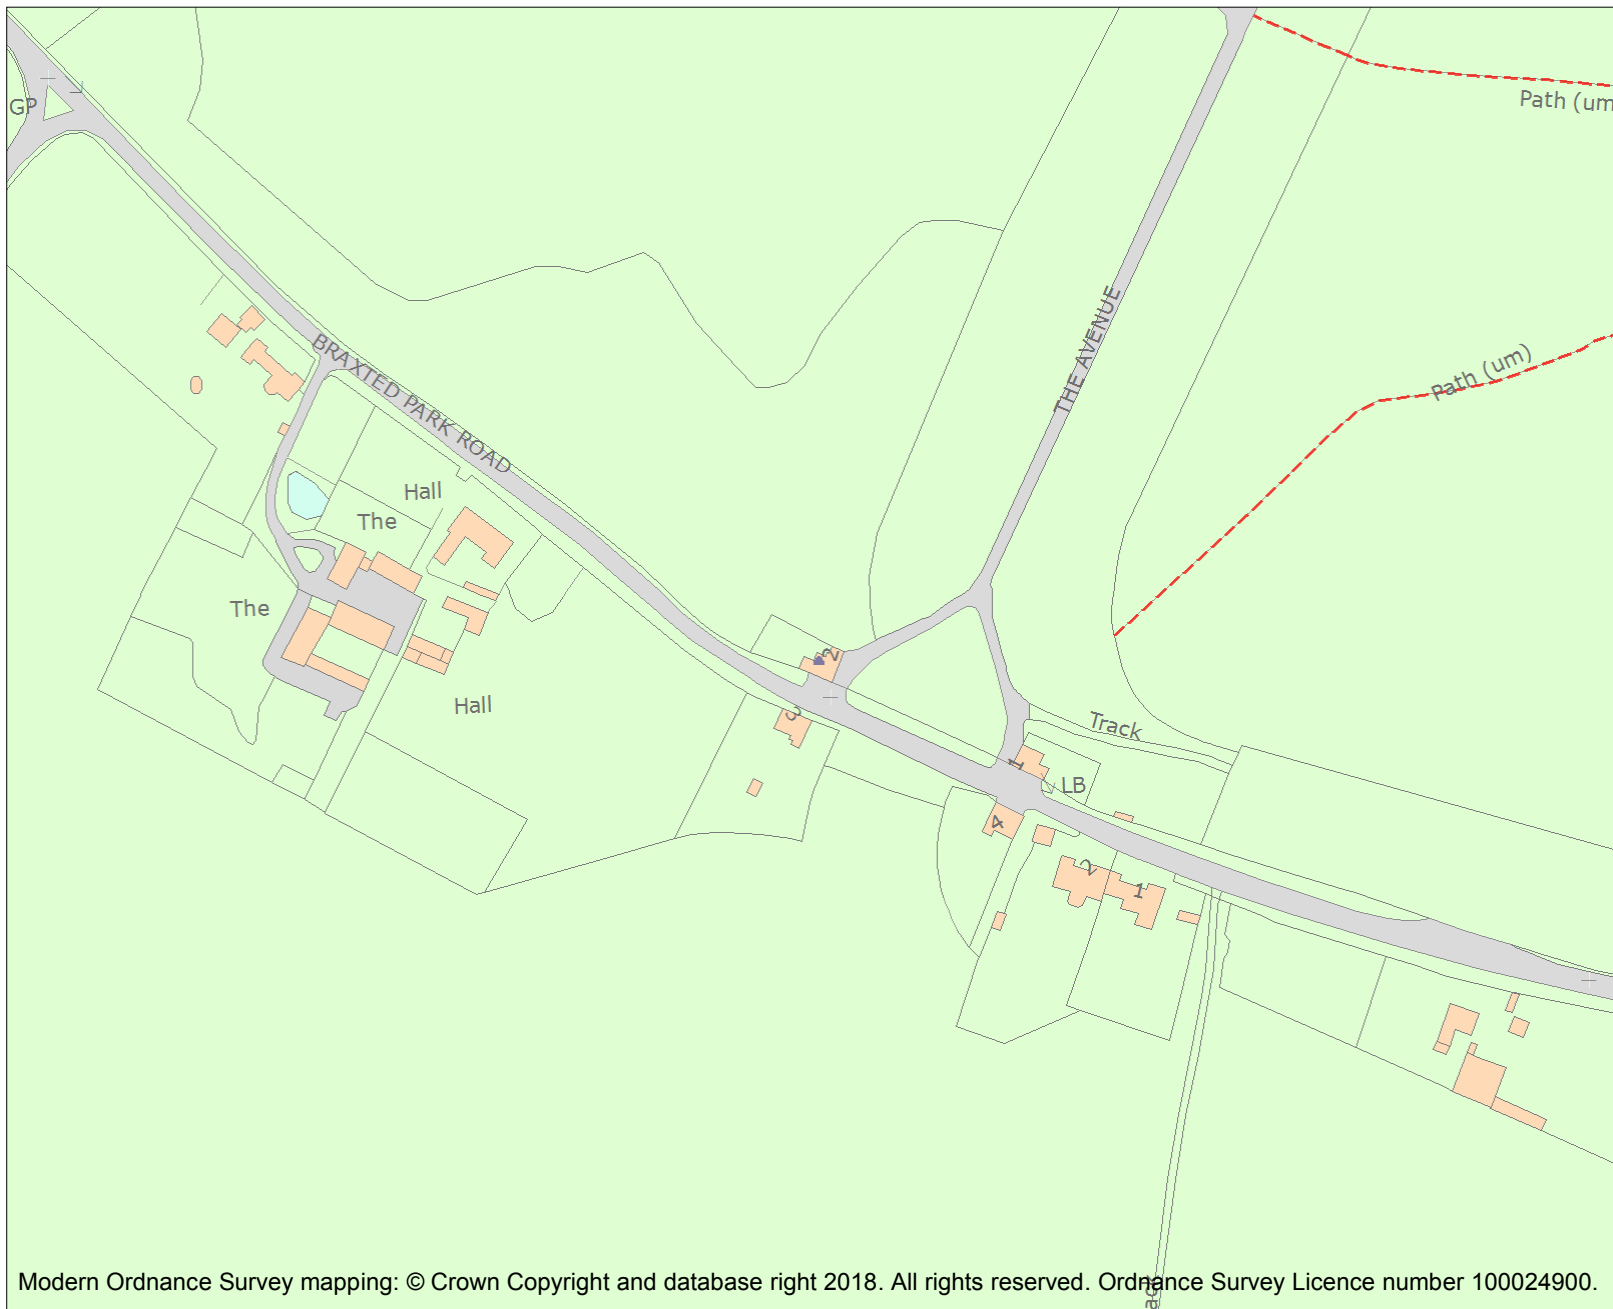 GP
Path (um
BRAXTED PARK ROAD
THE AVENUE
Path (um)
Hall
The
The
2
Hall
3
Track
1
LB
4
2
1
Modern Ordnance Survey mapping: © Crown Copyright and database right 2018. All rights reserved. Ordnance Survey Licence number 100024900.